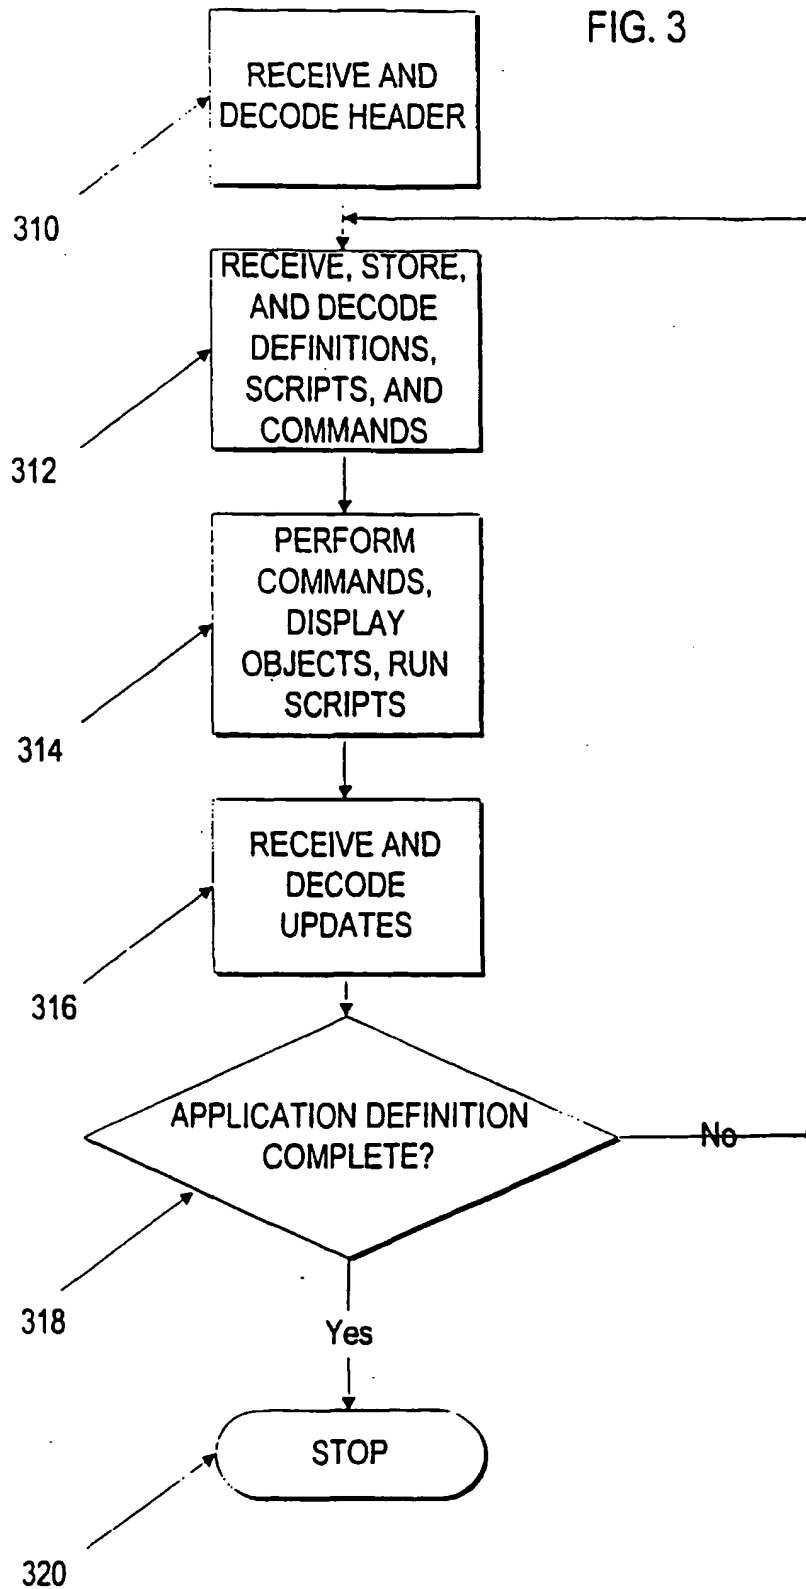 FIG. 3
RECEIVE AND
DECODE HEADER
310
RECEIVE, STORE,
AND DECODE
DEFINITIONS,
SCRIPTS, AND
COMMANDS
312
PERFORM
COMMANDS,
DISPLAY
OBJECTS, RUN
SCRIPTS
314
RECEIVE AND
DECODE
UPDATES
316
APPLICATION DEFINITION
COMPLETE?
No
318
Yes
STOP
320